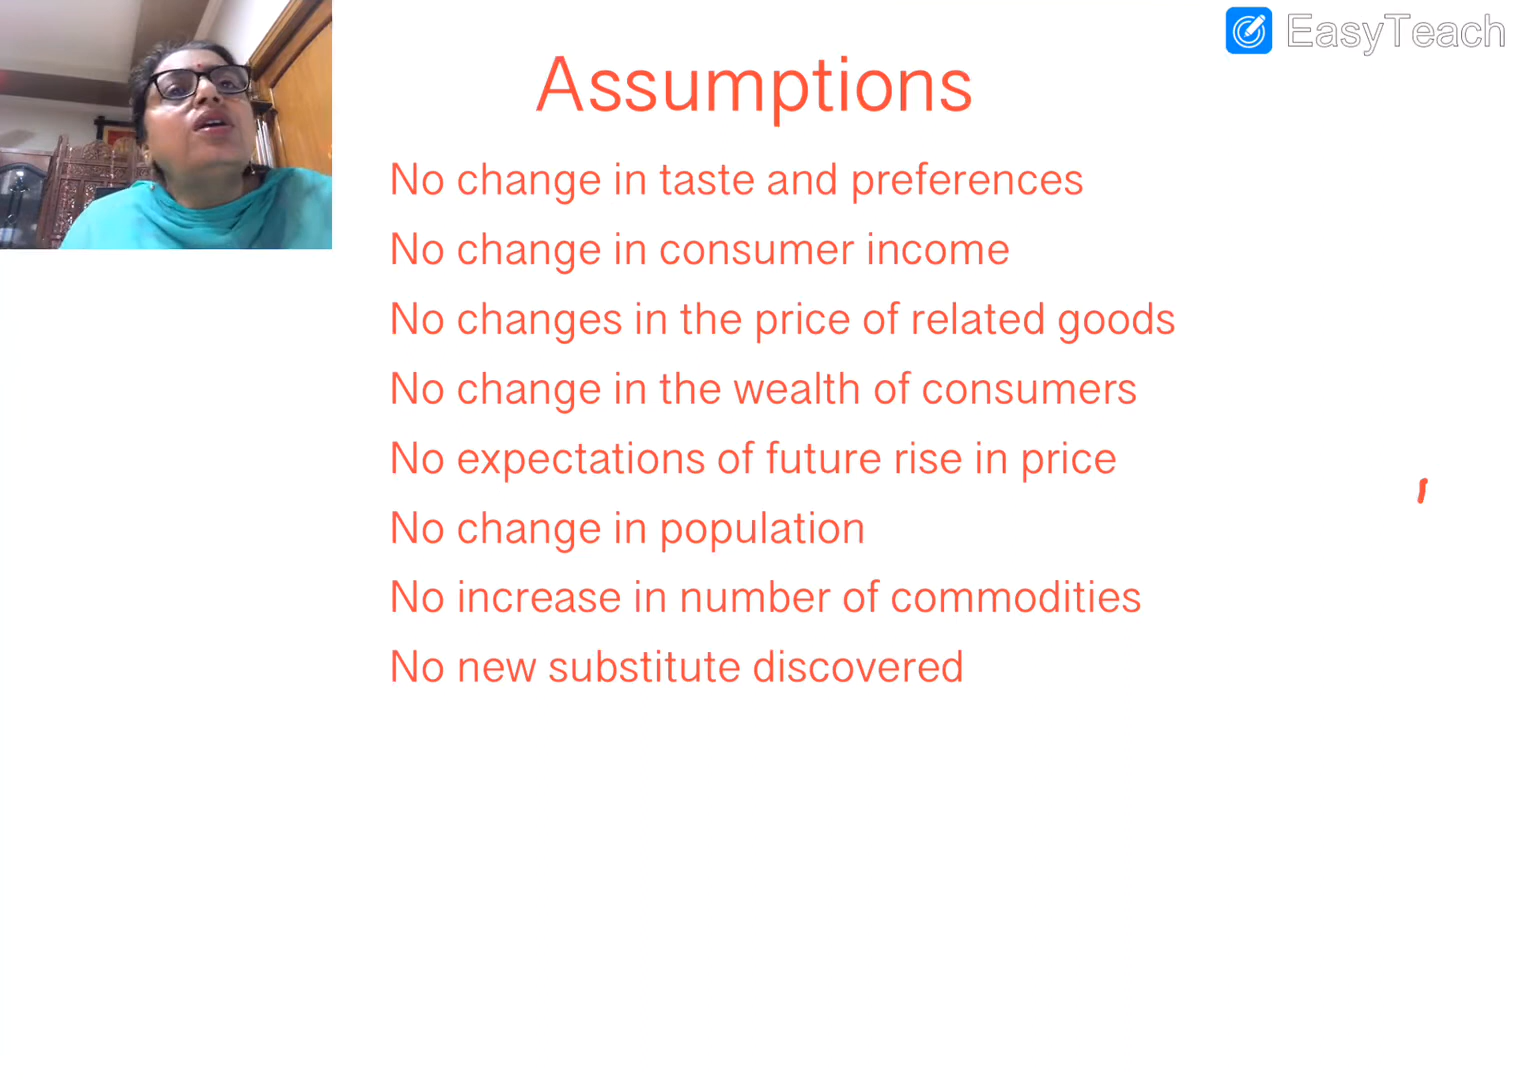 EasyTeach
Assumptions
No change in taste and preferences
No change in consumer income
No changes in the price of related goods
No change in the wealth of consumers
No expectations of future rise in price
No change in population
No increase in number of commodities
No new substitute discovered